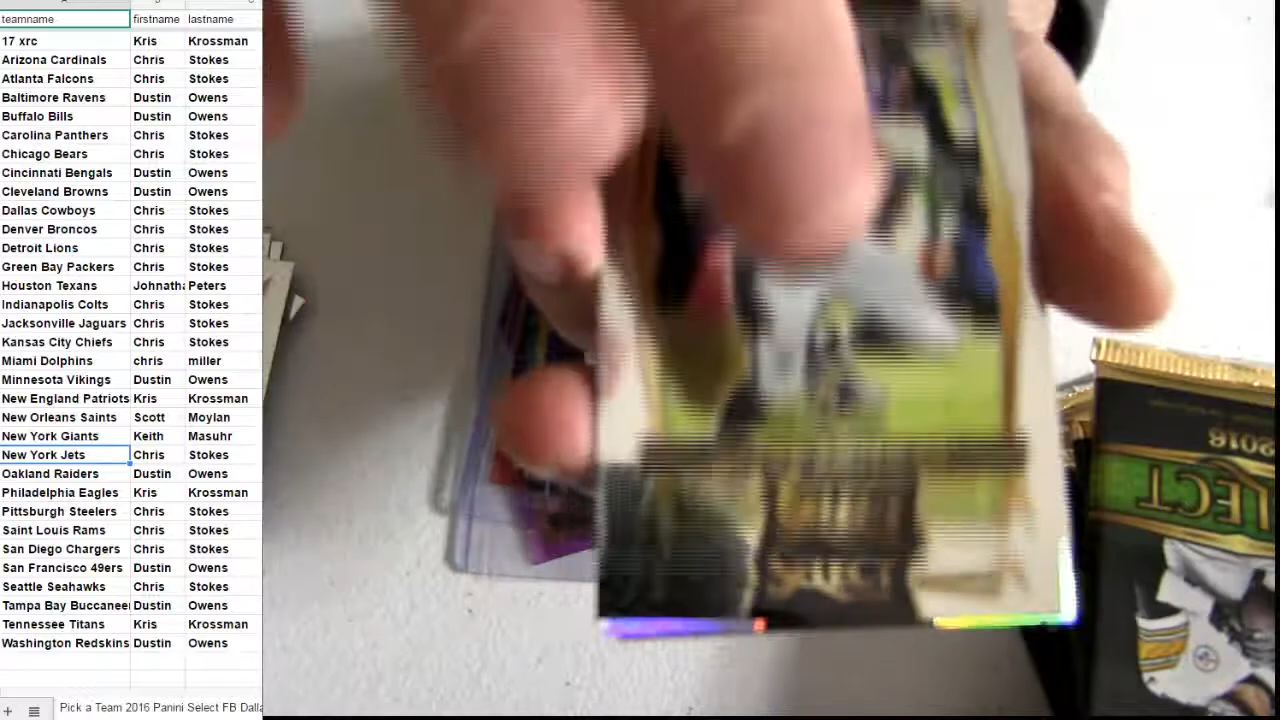 teamname firstname lastname
17 xrc Kris Krossman
Arizona Cardinals Chris Stokes
Atlanta Falcons Chris Stokes
Baltimore Ravens Dustin Owens
Buffalo Bills Dustin Owens
Carolina Panthers Chris Stokes
Chicago Bears Chris Stokes
Cincinnati Bengals Dustin Owens
Cleveland Browns Dustin Owens
Dallas Cowboys Chris Stokes
Denver Broncos Chris Stokes
Detroit Lions Chris Stokes
Green Bay Packers Chris Stokes
Houston Texans Johnatha Peters
Indianapolis Colts Chris Stokes
Jacksonville Jaguars Chris Stokes
Kansas City Chiefs Chris Stokes
Miami Dolphins chris miller
Minnesota Vikings Dustin Owens
New England Patriots Kris Krossman
New Orleans Saints Scott Moylan
New York Giants Keith Masuhr
New York Jets Chris Stokes
Oakland Raiders Dustin Owens
Philadelphia Eagles Kris Krossman
Pittsburgh Steelers Chris Stokes
Saint Louis Rams Chris Stokes
San Diego Chargers Chris Stokes
San Francisco 49ers Dustin Owens
Seattle Seahawks Chris Stokes
Tampa Bay Buccaneer Dustin Owens
Tennessee Titans Kris Krossman
Washington Redskins Dustin Owens
Pick a Team 2016 Panini Select FB Dalla
2016
LECT